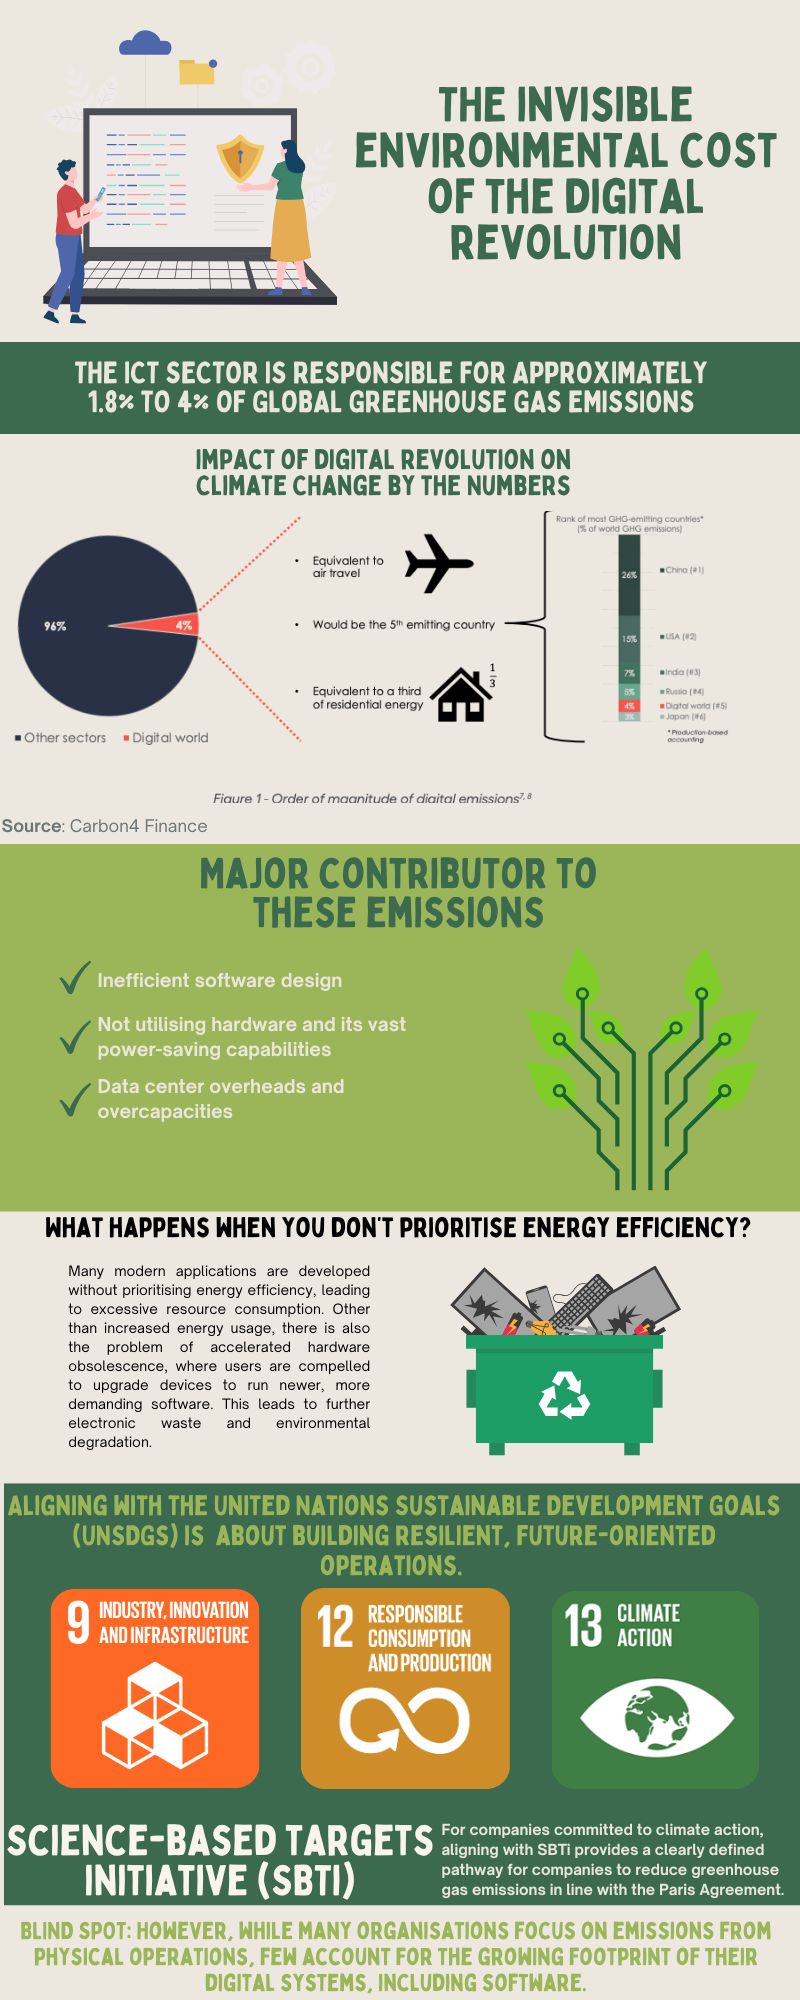 THE INVISIBLE
ENVIRONMENTAL COST
OF THE DIGITAL
REVOLUTION
THE ICT SECTOR IS RESPONSIBLE FOR APPROXIMATELY
1.8% TO 4% OF GLOBAL GREENHOUSE GAS EMISSIONS
IMPACT OF DIGITAL REVOLUTION ON
CLIMATE CHANGE BY THE NUMBERS
96%
4%
Other sectors
Digital world
• Equivalent to
air travel
• Would be the 5th emitting country
• Equivalent to a third
of residential energy
1
3
Rank of most GHG-emitting countries*
(% of world GHG emissions)
26%
China (#1)
15%
USA (#2)
7%
India (#3)
5%
Russia (#4)
4%
Digital world (#5)
3%
Japan (#6)
* Production-based
accounting
Figure 1 - Order of magnitude of digital emissions7, 8
Source: Carbon4 Finance
MAJOR CONTRIBUTOR TO
THESE EMISSIONS
Inefficient software design
Not utilising hardware and its vast
power-saving capabilities
Data center overheads and
overcapacities
WHAT HAPPENS WHEN YOU DON'T PRIORITISE ENERGY EFFICIENCY?
Many modern applications are developed
without prioritising energy efficiency, leading
to excessive resource consumption. Other
than increased energy usage, there is also
the problem of accelerated hardware
obsolescence, where users are compelled
to upgrade devices to run newer, more
demanding software. This leads to further
electronic waste and environmental
degradation.
ALIGNING WITH THE UNITED NATIONS SUSTAINABLE DEVELOPMENT GOALS
(UNSDGS) IS ABOUT BUILDING RESILIENT, FUTURE-ORIENTED
OPERATIONS.
9 INDUSTRY, INNOVATION
AND INFRASTRUCTURE
12 RESPONSIBLE
CONSUMPTION
AND PRODUCTION
13 CLIMATE
ACTION
SCIENCE-BASED TARGETS
INITIATIVE (SBTI)
For companies committed to climate action,
aligning with SBTi provides a clearly defined
pathway for companies to reduce greenhouse
gas emissions in line with the Paris Agreement.
BLIND SPOT: HOWEVER, WHILE MANY ORGANISATIONS FOCUS ON EMISSIONS FROM
PHYSICAL OPERATIONS, FEW ACCOUNT FOR THE GROWING FOOTPRINT OF THEIR
DIGITAL SYSTEMS, INCLUDING SOFTWARE.